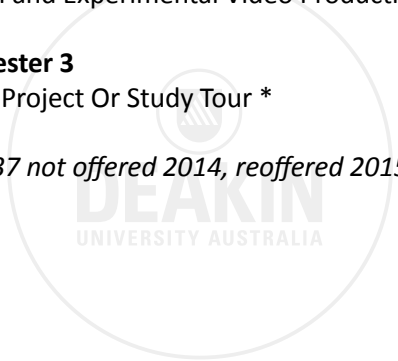 and Experimental Video Producti
ester 3
Project Or Study Tour *
37 not offered 2014, reoffered 2015
DEAKIN
UNIVERSITY AUSTRALIA